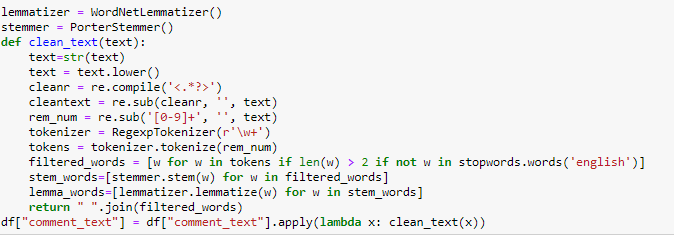 lemmatizer = WordNetLemmatizer()
stemmer = PorterStemmer()
def clean_text(text):
    text=str(text)
    text = text.lower()
    cleanr = re.compile('<.*?>')
    cleantext = re.sub(cleanr, '', text)
    rem_num = re.sub('[0-9]+', '', text)
    tokenizer = RegexpTokenizer(r'\w+')
    tokens = tokenizer.tokenize(rem_num)
    filtered_words = [w for w in tokens if len(w) > 2 if not w in stopwords.words('english')]
    stem_words=[stemmer.stem(w) for w in filtered_words]
    lemma_words=[lemmatizer.lemmatize(w) for w in stem_words]
    return " ".join(filtered_words)
df["comment_text"] = df["comment_text"].apply(lambda x: clean_text(x))